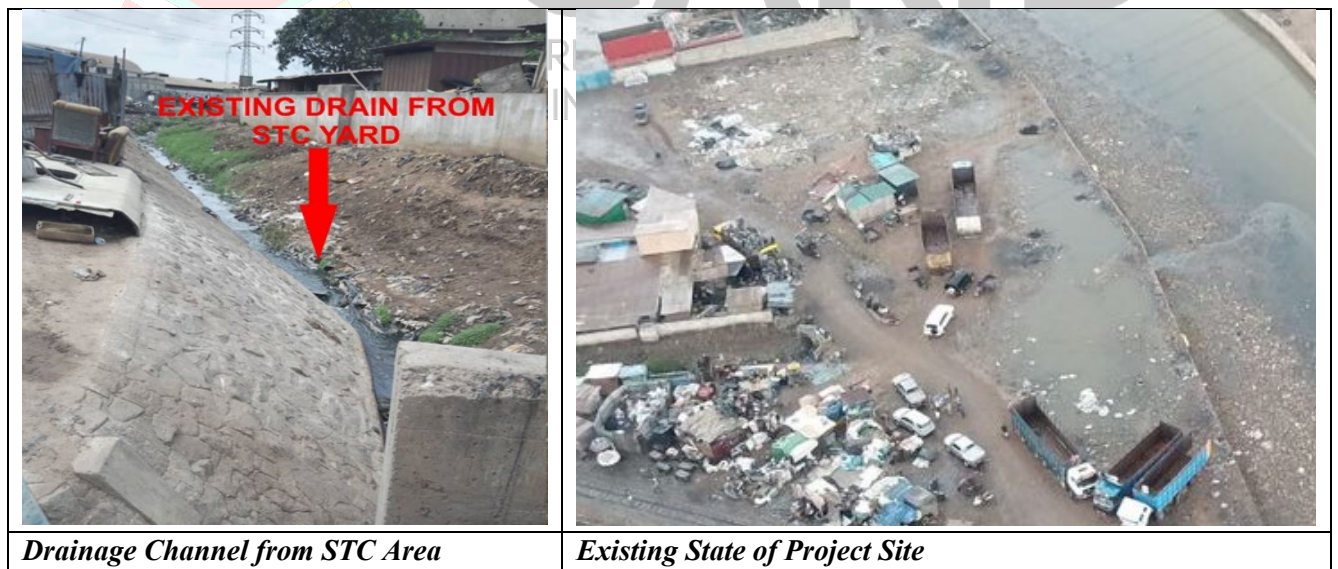 EXISTING DRAIN FROM
STC YARD
Drainage Channel from STC Area
Existing State of Project Site